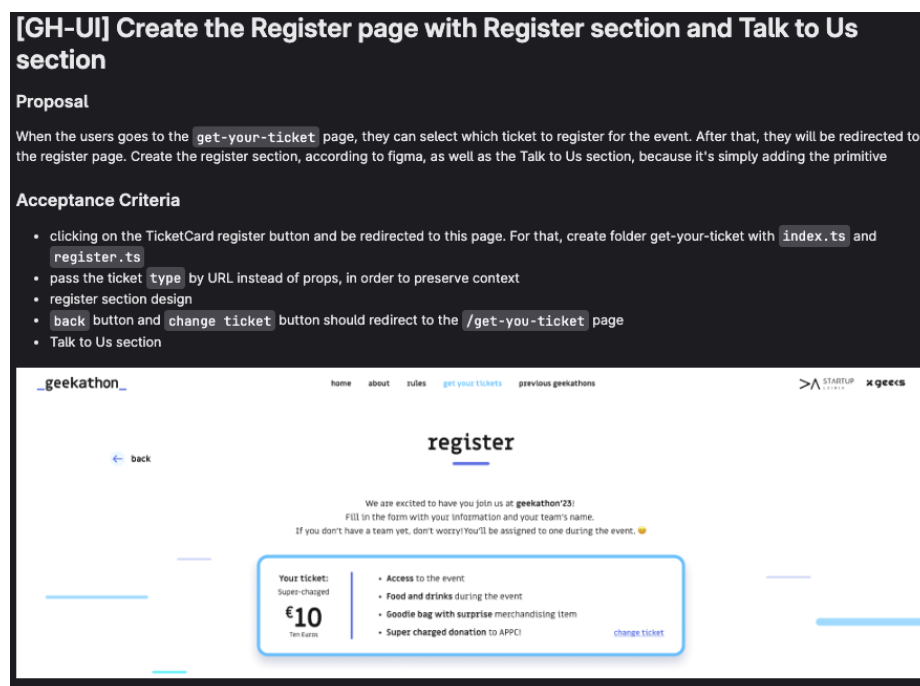 [GH-UI] Create the Register page with Register section and Talk to Us
section
Proposal
When the users goes to the get-your-ticket page, they can select which ticket to register for the event. After that, they will be redirected to
the register page. Create the register section, according to figma, as well as the Talk to Us section, because it's simply adding the primitive
Acceptance Criteria
• clicking on the TicketCard register button and be redirected to this page. For that, create folder get-your-ticket with index.ts and
register.ts
• pass the ticket type by URL instead of props, in order to preserve context
• register section design
• back button and change ticket button should redirect to the /get-you-ticket page
• Talk to Us section
_geekathon_ home about rules get your tickets previous geekathons STARTUP xgeeks
register
← back
We are excited to have you join us at geekathon'23!
Fill in the form with your information and your team's name.
If you don't have a team yet, don't worry!You'll be assigned to one during the event. 😄
Your ticket:
Super-charged
€10
Ten Euros
• Access to the event
• Food and drinks during the event
• Goodie bag with surprise merchandising item
• Super charged donation to APPC!
change ticket